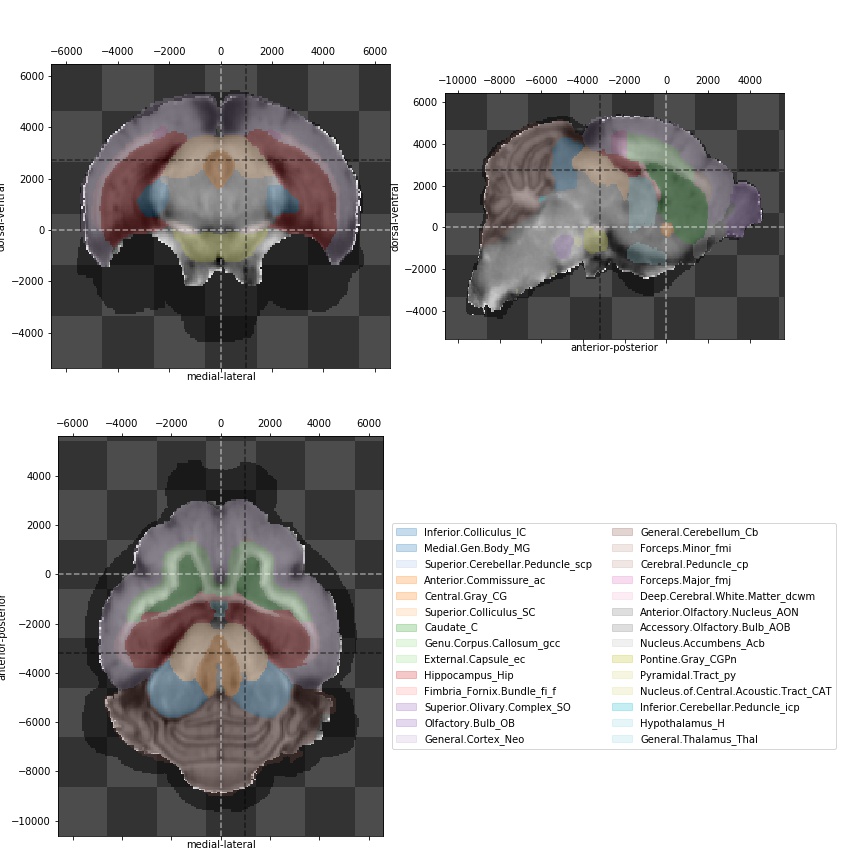 −6000 −4000 −2000 0 2000 4000 6000
6000
4000
2000
0
−2000
−4000
dorsal-ventral
medial-lateral
−10000 −8000 −6000 −4000 −2000 0 2000 4000
6000
4000
2000
0
−2000
−4000
dorsal-ventral
anterior-posterior
−6000 −4000 −2000 0 2000 4000 6000
4000
2000
0
−2000
−4000
−6000
−8000
−10000
anterior-posterior
medial-lateral
Inferior.Colliculus_IC
Medial.Gen.Body_MG
Superior.Cerebellar.Peduncle_scp
Anterior.Commissure_ac
Central.Gray_CG
Superior.Colliculus_SC
Caudate_C
Genu.Corpus.Callosum_gcc
External.Capsule_ec
Hippocampus_Hip
Fimbria_Fornix.Bundle_fi_f
Superior.Olivary.Complex_SO
Olfactory.Bulb_OB
General.Cortex_Neo
General.Cerebellum_Cb
Forceps.Minor_fmi
Cerebral.Peduncle_cp
Forceps.Major_fmj
Deep.Cerebral.White.Matter_dcwm
Anterior.Olfactory.Nucleus_AON
Accessory.Olfactory.Bulb_AOB
Nucleus.Accumbens_Acb
Pontine.Gray_CGPn
Pyramidal.Tract_py
Nucleus.of.Central.Acoustic.Tract_CAT
Inferior.Cerebellar.Peduncle_icp
Hypothalamus_H
General.Thalamus_Thal